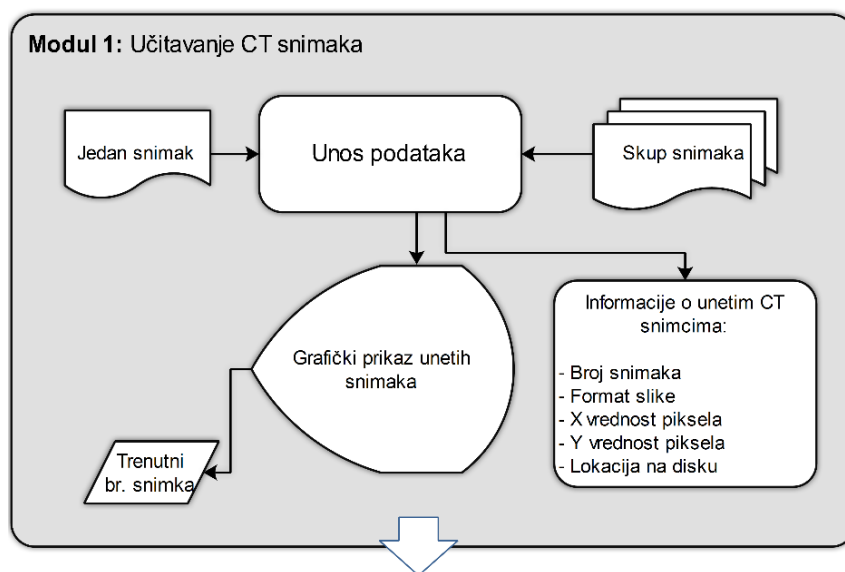 Modul 1: Učitavanje CT snimaka
Jedan snimak
Unos podataka
Skup snimaka
Grafički prikaz unetih
snimaka
Informacije o unetim CT
snimcima:
- Broj snimaka
- Format slike
- X vrednost piksela
- Y vrednost piksela
- Lokacija na disku
Trenutni
br. snimka